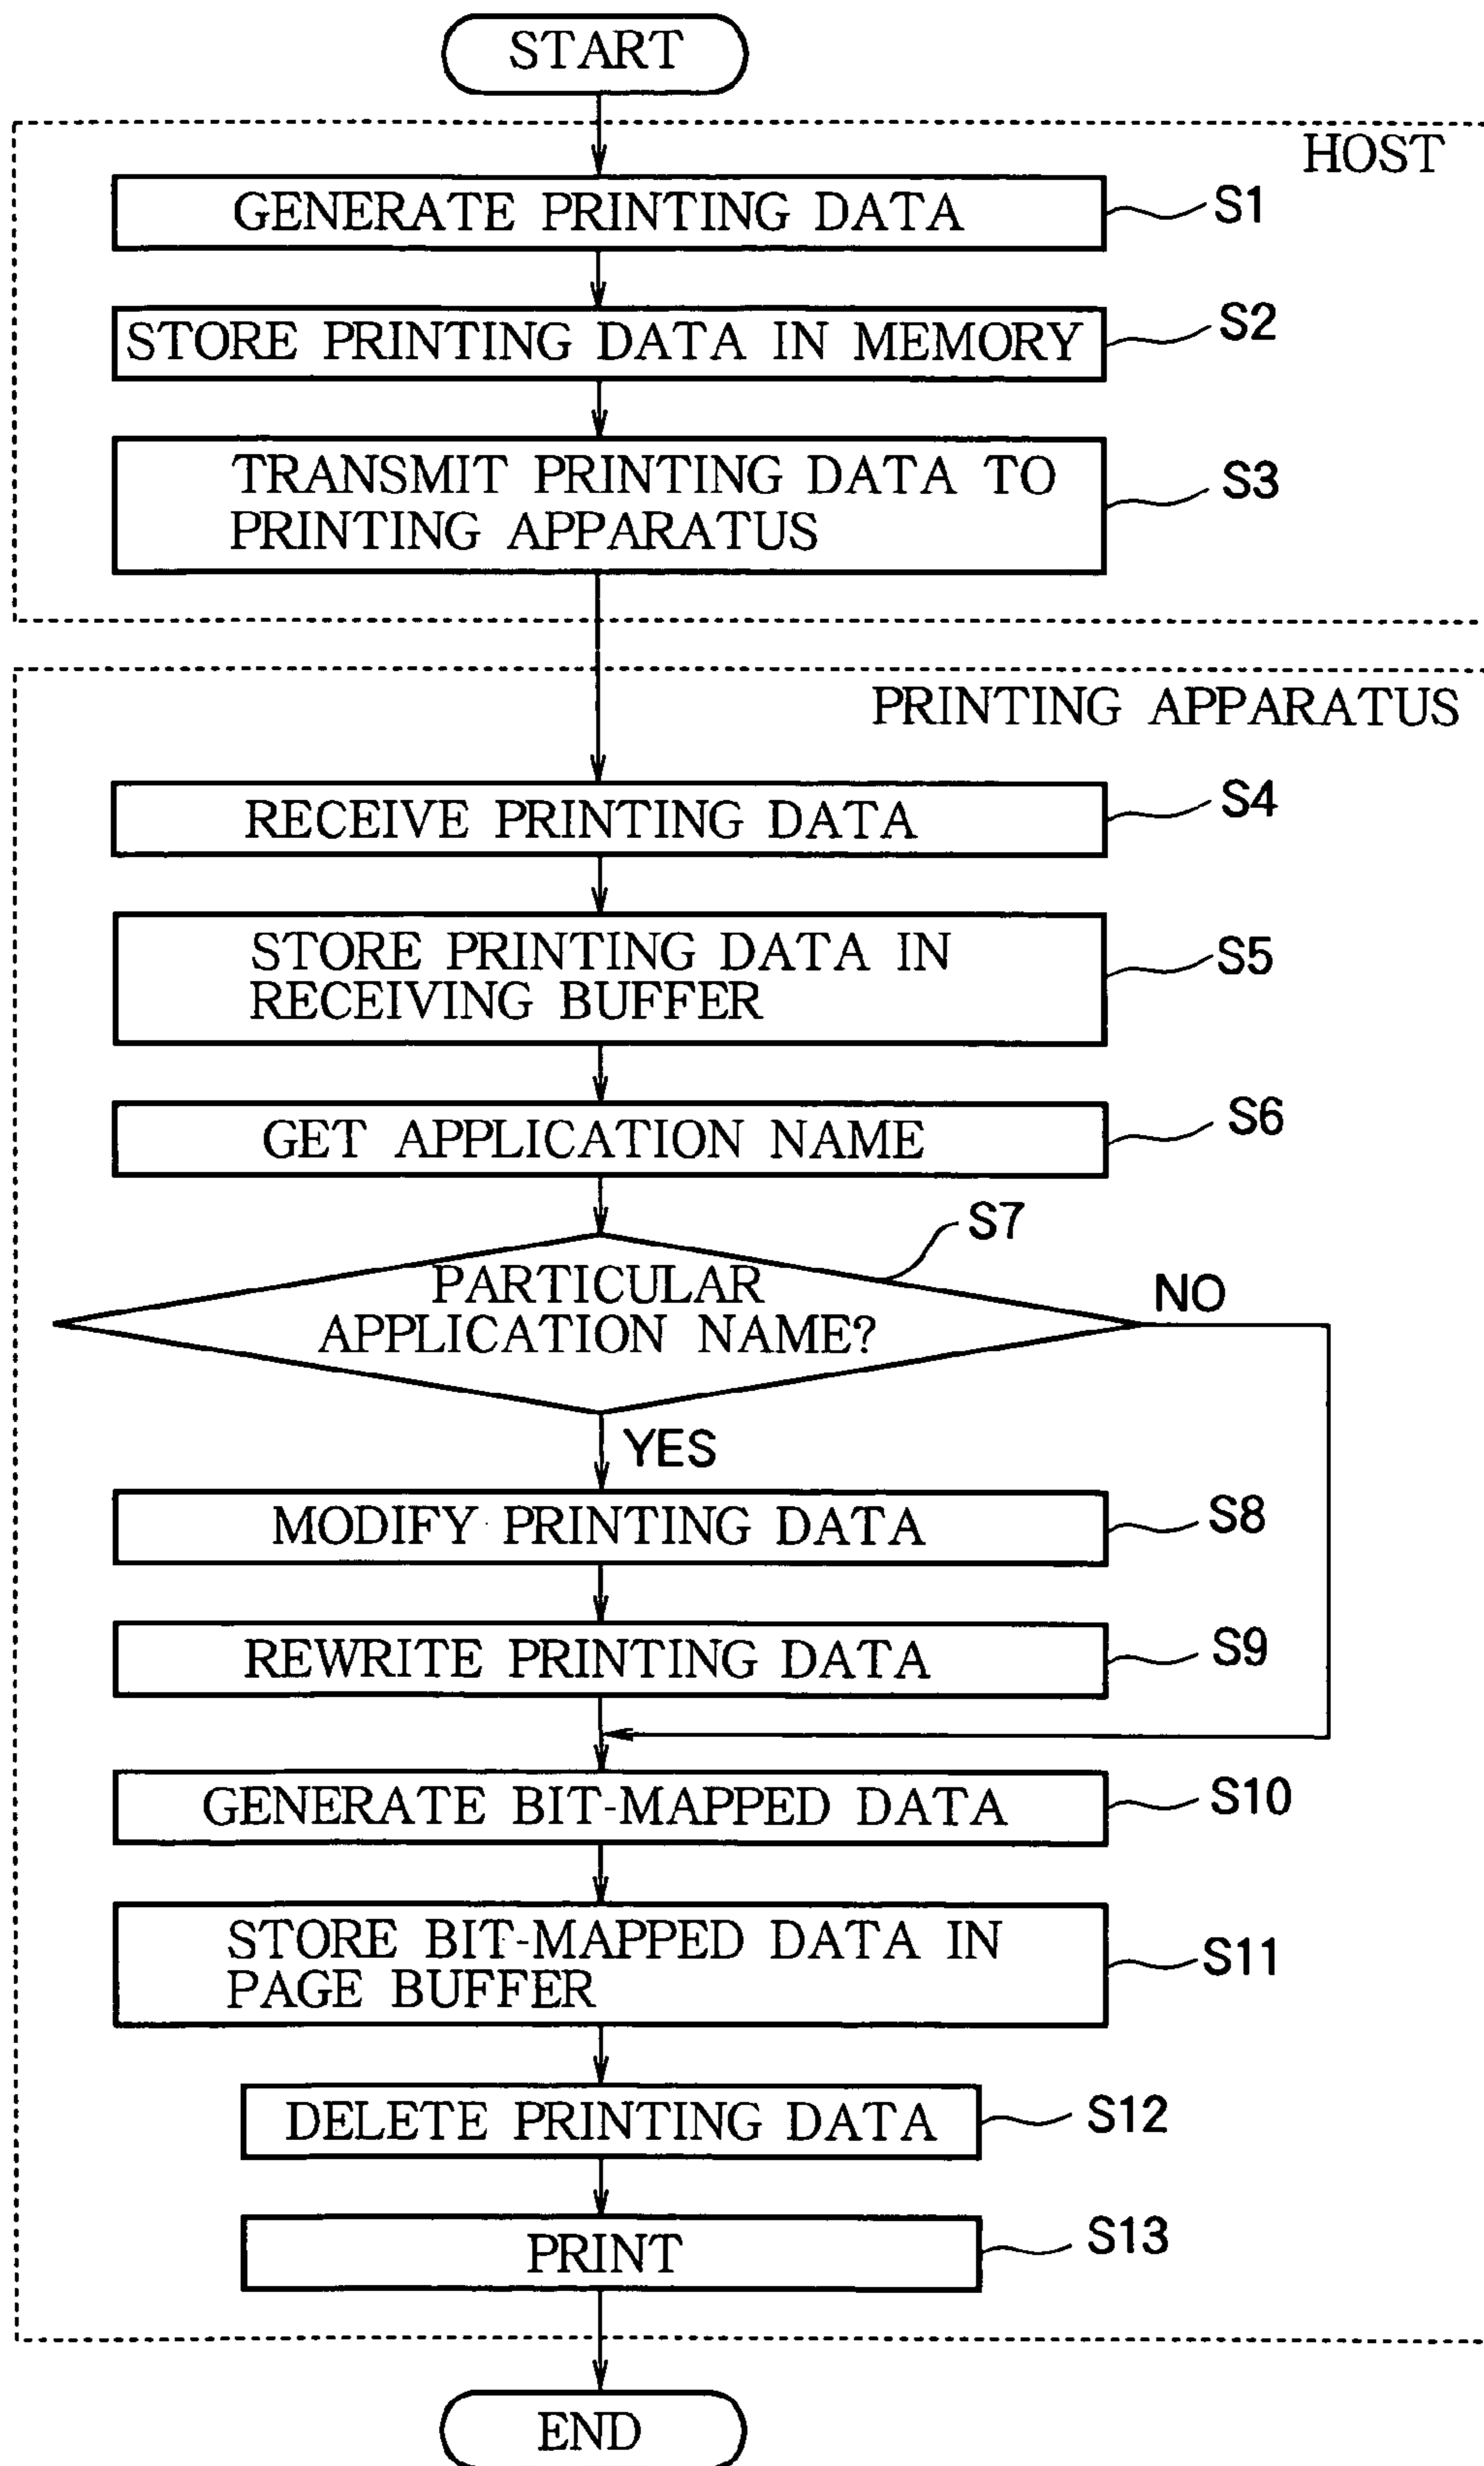 START
HOST
GENERATE PRINTING DATA
S1
STORE PRINTING DATA IN MEMORY
S2
TRANSMIT PRINTING DATA TO
PRINTING APPARATUS
S3
PRINTING APPARATUS
RECEIVE PRINTING DATA
S4
STORE PRINTING DATA IN
RECEIVING BUFFER
S5
GET APPLICATION NAME
S6
S7
PARTICULAR
APPLICATION NAME?
NO
YES
MODIFY PRINTING DATA
S8
REWRITE PRINTING DATA
S9
GENERATE BIT-MAPPED DATA
S10
STORE BIT-MAPPED DATA IN
PAGE BUFFER
S11
DELETE PRINTING DATA
S12
PRINT
S13
END